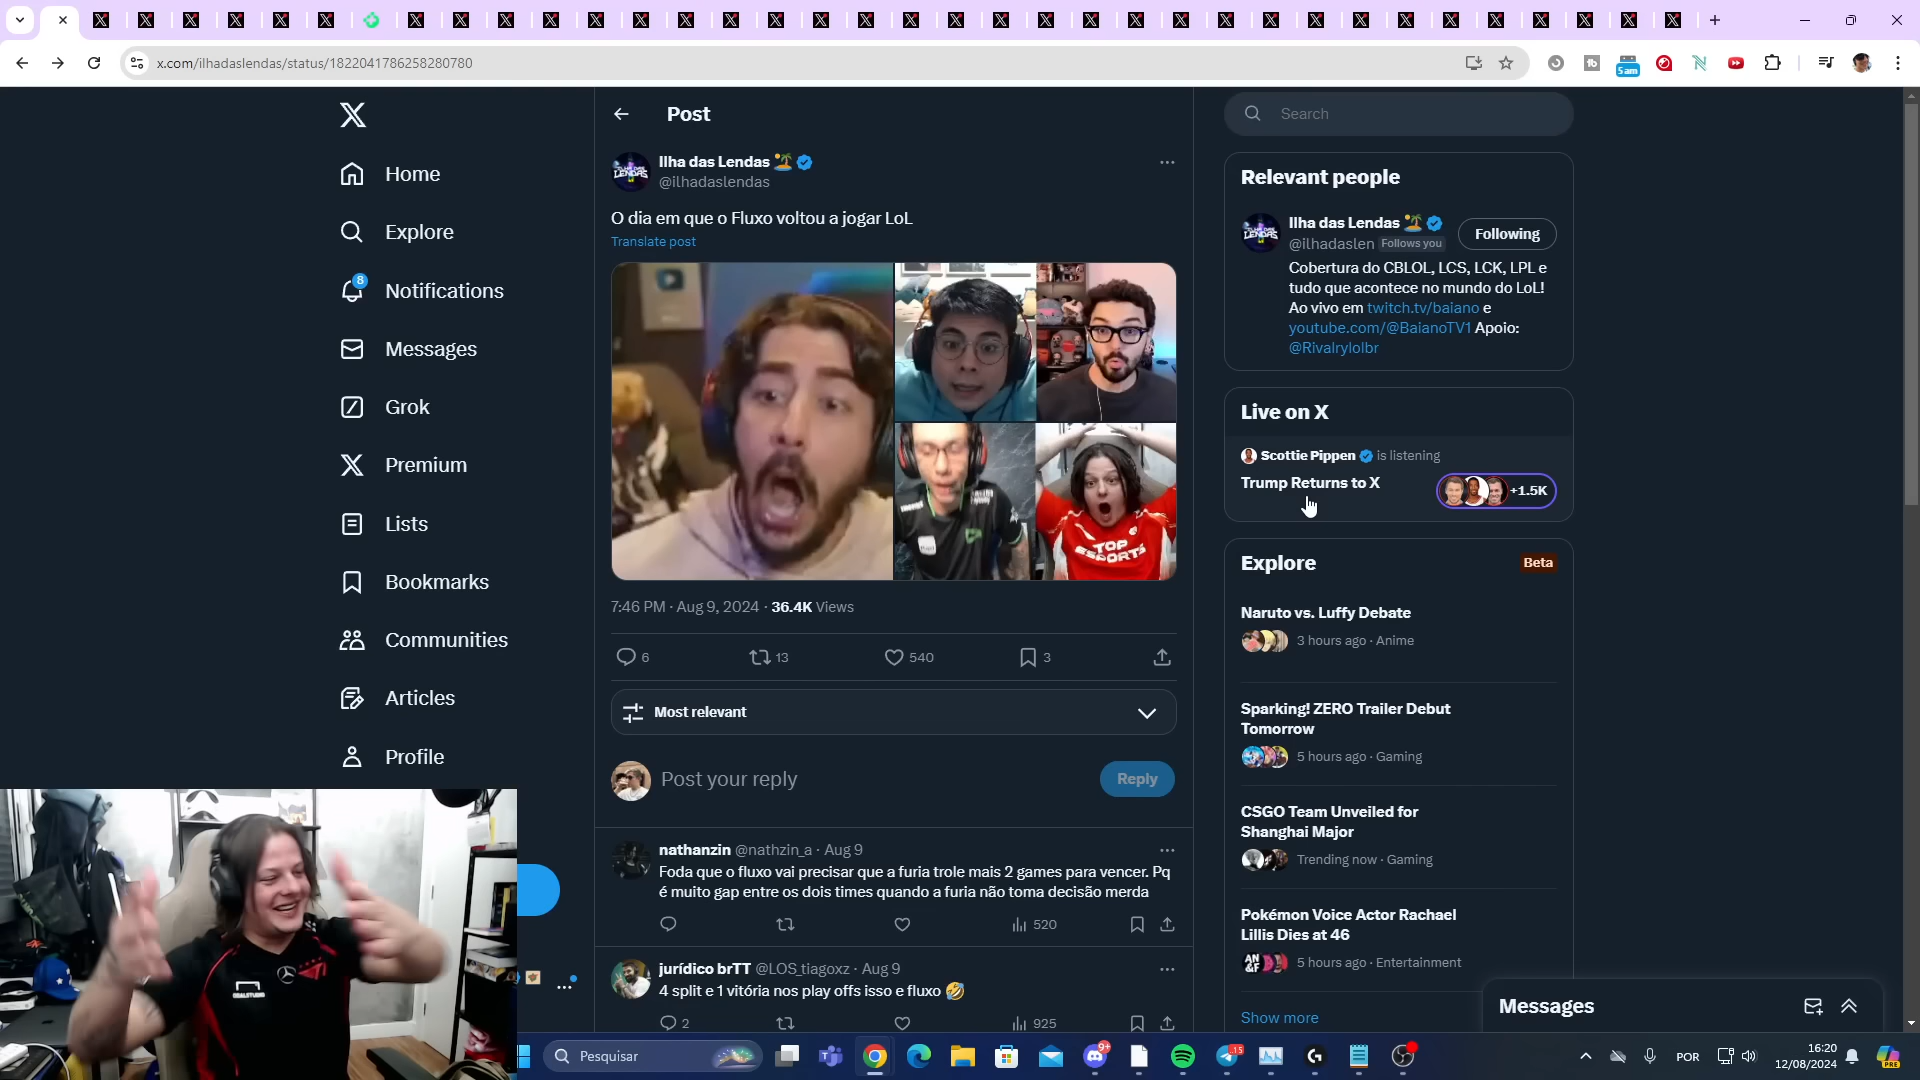 x.com/ilhadaslendas/status/1822041786258280780
5am
Home
Explore
8
Notifications
Messages
Grok
Premium
Lists
Bookmarks
Communities
Articles
Profile
Post
Ilha das Lendas
@ilhadaslendas
O dia em que o Fluxo voltou a jogar LoL
Translate post
TOP
ESPORTS
7:46 PM · Aug 9, 2024 · 36.4K Views
6
13
540
3
Most relevant
Post your reply
Reply
nathanzin @nathzin_a · Aug 9
Foda que o fluxo vai precisar que a furia trole mais 2 games para vencer. Pq
é muito gap entre os dois times quando a furia não toma decisão merda
520
jurídico brTT @LOS_tiagoxz · Aug 9
4 split e 1 vitória nos play offs isso e fluxo 🤣
2
925
Search
Relevant people
Ilha das Lendas
@ilhadaslen Follows you
Following
Cobertura do CBLOL, LCS, LCK, LPL e
tudo que acontece no mundo do LoL!
Ao vivo em twitch.tv/baiano e
youtube.com/@BaianoTV1 Apoio:
@Rivalrylolbr
Live on X
Scottie Pippen is listening
Trump Returns to X
+1.5K
Explore
Beta
Naruto vs. Luffy Debate
3 hours ago · Anime
Sparking! ZERO Trailer Debut
Tomorrow
5 hours ago · Gaming
CSGO Team Unveiled for
Shanghai Major
Trending now · Gaming
Pokémon Voice Actor Rachael
Lillis Dies at 46
5 hours ago · Entertainment
Show more
Messages
Pesquisar
9+
15
POR
16:20
12/08/2024
PRE